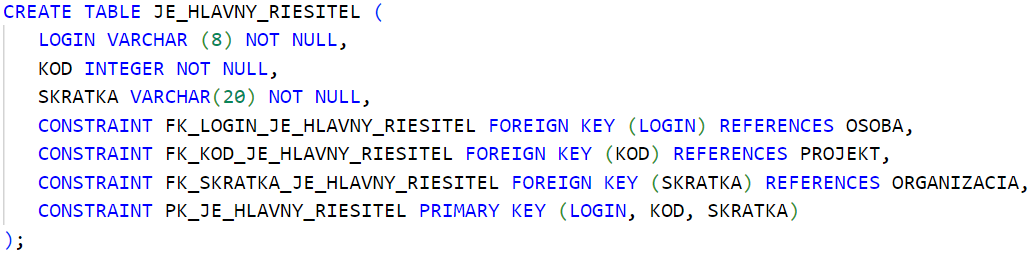 CREATE TABLE JE_HLAVNY_RIESITEL (
LOGIN VARCHAR (8) NOT NULL,
KOD INTEGER NOT NULL,
SKRATKA VARCHAR(20) NOT NULL,
CONSTRAINT FK_LOGIN_JE_HLAVNY_RIESITEL FOREIGN KEY (LOGIN) REFERENCES OSOBA,
CONSTRAINT FK_KOD_JE_HLAVNY_RIESITEL FOREIGN KEY (KOD) REFERENCES PROJEKT,
CONSTRAINT FK_SKRATKA_JE_HLAVNY_RIESITEL FOREIGN KEY (SKRATKA) REFERENCES ORGANIZACIA,
CONSTRAINT PK_JE_HLAVNY_RIESITEL PRIMARY KEY (LOGIN, KOD, SKRATKA)
);